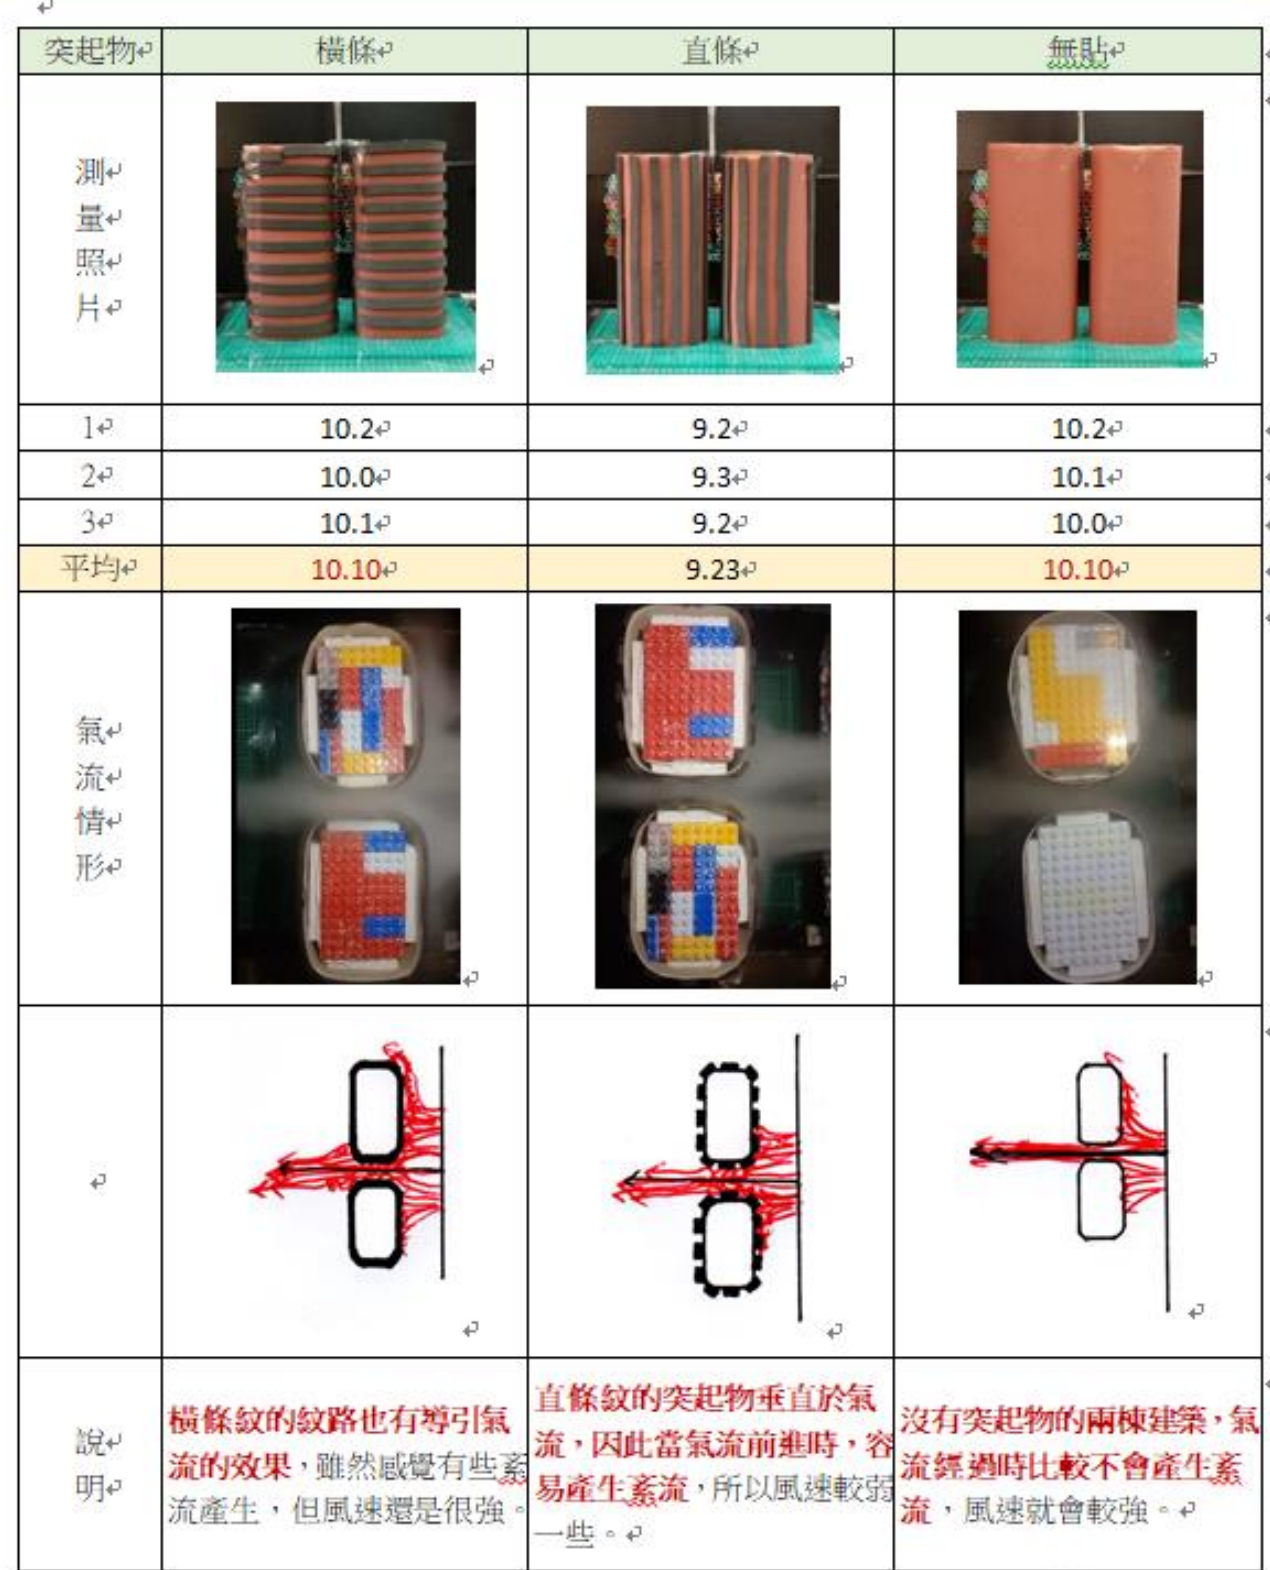 突起物 橫條 直條 無貼
測
量
照
片
1 10.2 9.2 10.2
2 10.0 9.3 10.1
3 10.1 9.2 10.0
平均 10.10 9.23 10.10
氣
流
情
形
說
明
橫條紋的紋路也有導引氣
流的效果，雖然感覺有些紊
流產生，但風速還是很強。
直條紋的突起物垂直於氣
流，因此當氣流前進時，容
易產生紊流，所以風速較弱
一些。
沒有突起物的兩棟建築，氣
流經過時比較不會產生紊
流，風速就會較強。